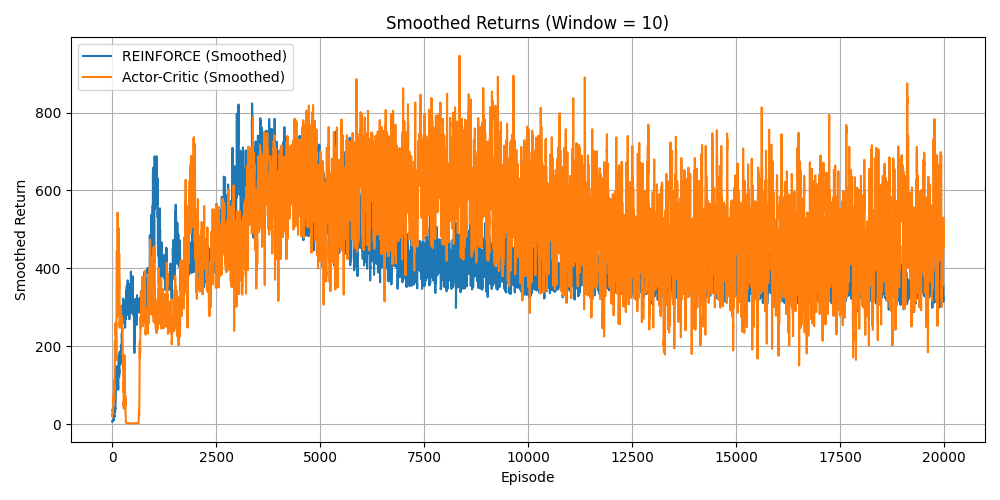 Smoothed Returns (Window = 10)
REINFORCE (Smoothed)
Actor-Critic (Smoothed)
800
600
400
200
0
Smoothed Return
0
2500
5000
7500
10000
12500
15000
17500
20000
Episode